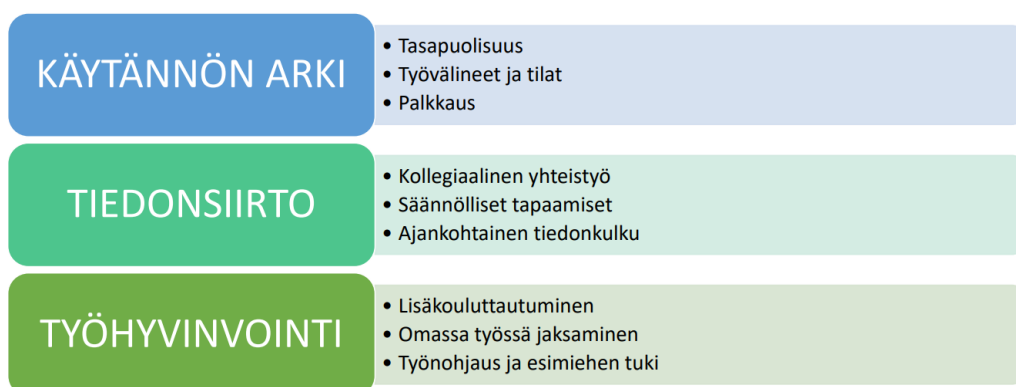 KÄYTÄNNÖN ARKI
• Tasapuolisuus
• Työvälineet ja tilat
• Palkkaus
TIEDONSIIRTO
• Kollegiaalinen yhteistyö
• Säännölliset tapaamiset
• Ajankohtainen tiedonkulku
TYÖHYVINVOINTI
• Lisäkouluttautuminen
• Omassa työssä jaksaminen
• Työnohjaus ja esimiehen tuki